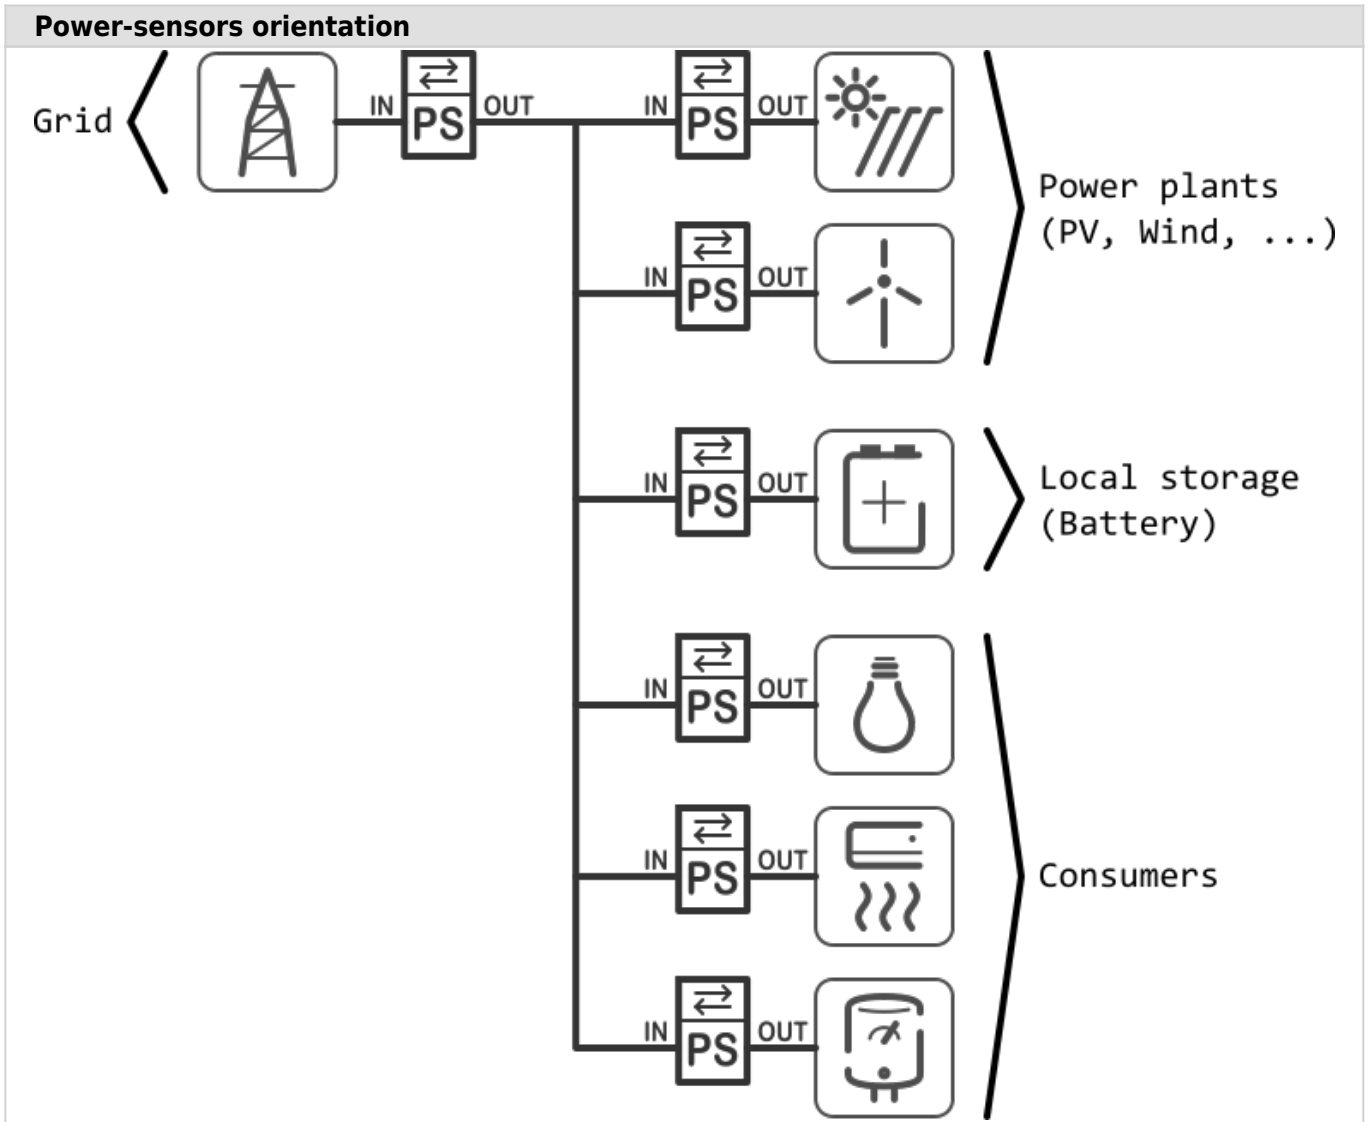 Power-sensors orientation
Grid
IN PS OUT
IN PS OUT
Power plants
(PV, Wind, ...)
IN PS OUT
IN PS OUT
Local storage
(Battery)
IN PS OUT
IN PS OUT
Consumers
IN PS OUT